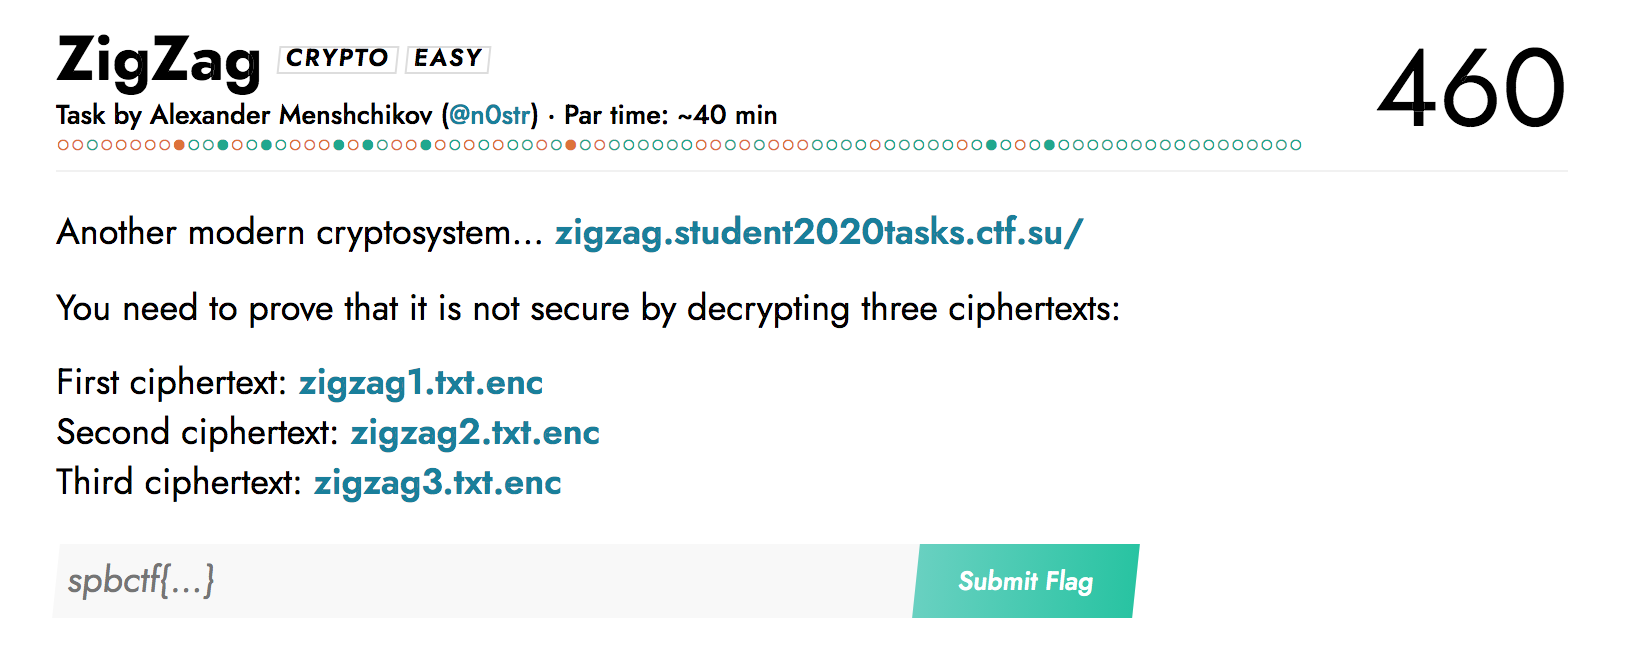 ZigZag CRYPTO EASY 460
Task by Alexander Menshchikov (@n0str) · Par time: ~40 min
Another modern cryptosystem... zigzag.student2020tasks.ctf.su/
You need to prove that it is not secure by decrypting three ciphertexts:
First ciphertext: zigzag1.txt.enc
Second ciphertext: zigzag2.txt.enc
Third ciphertext: zigzag3.txt.enc
spbctf{...} Submit Flag